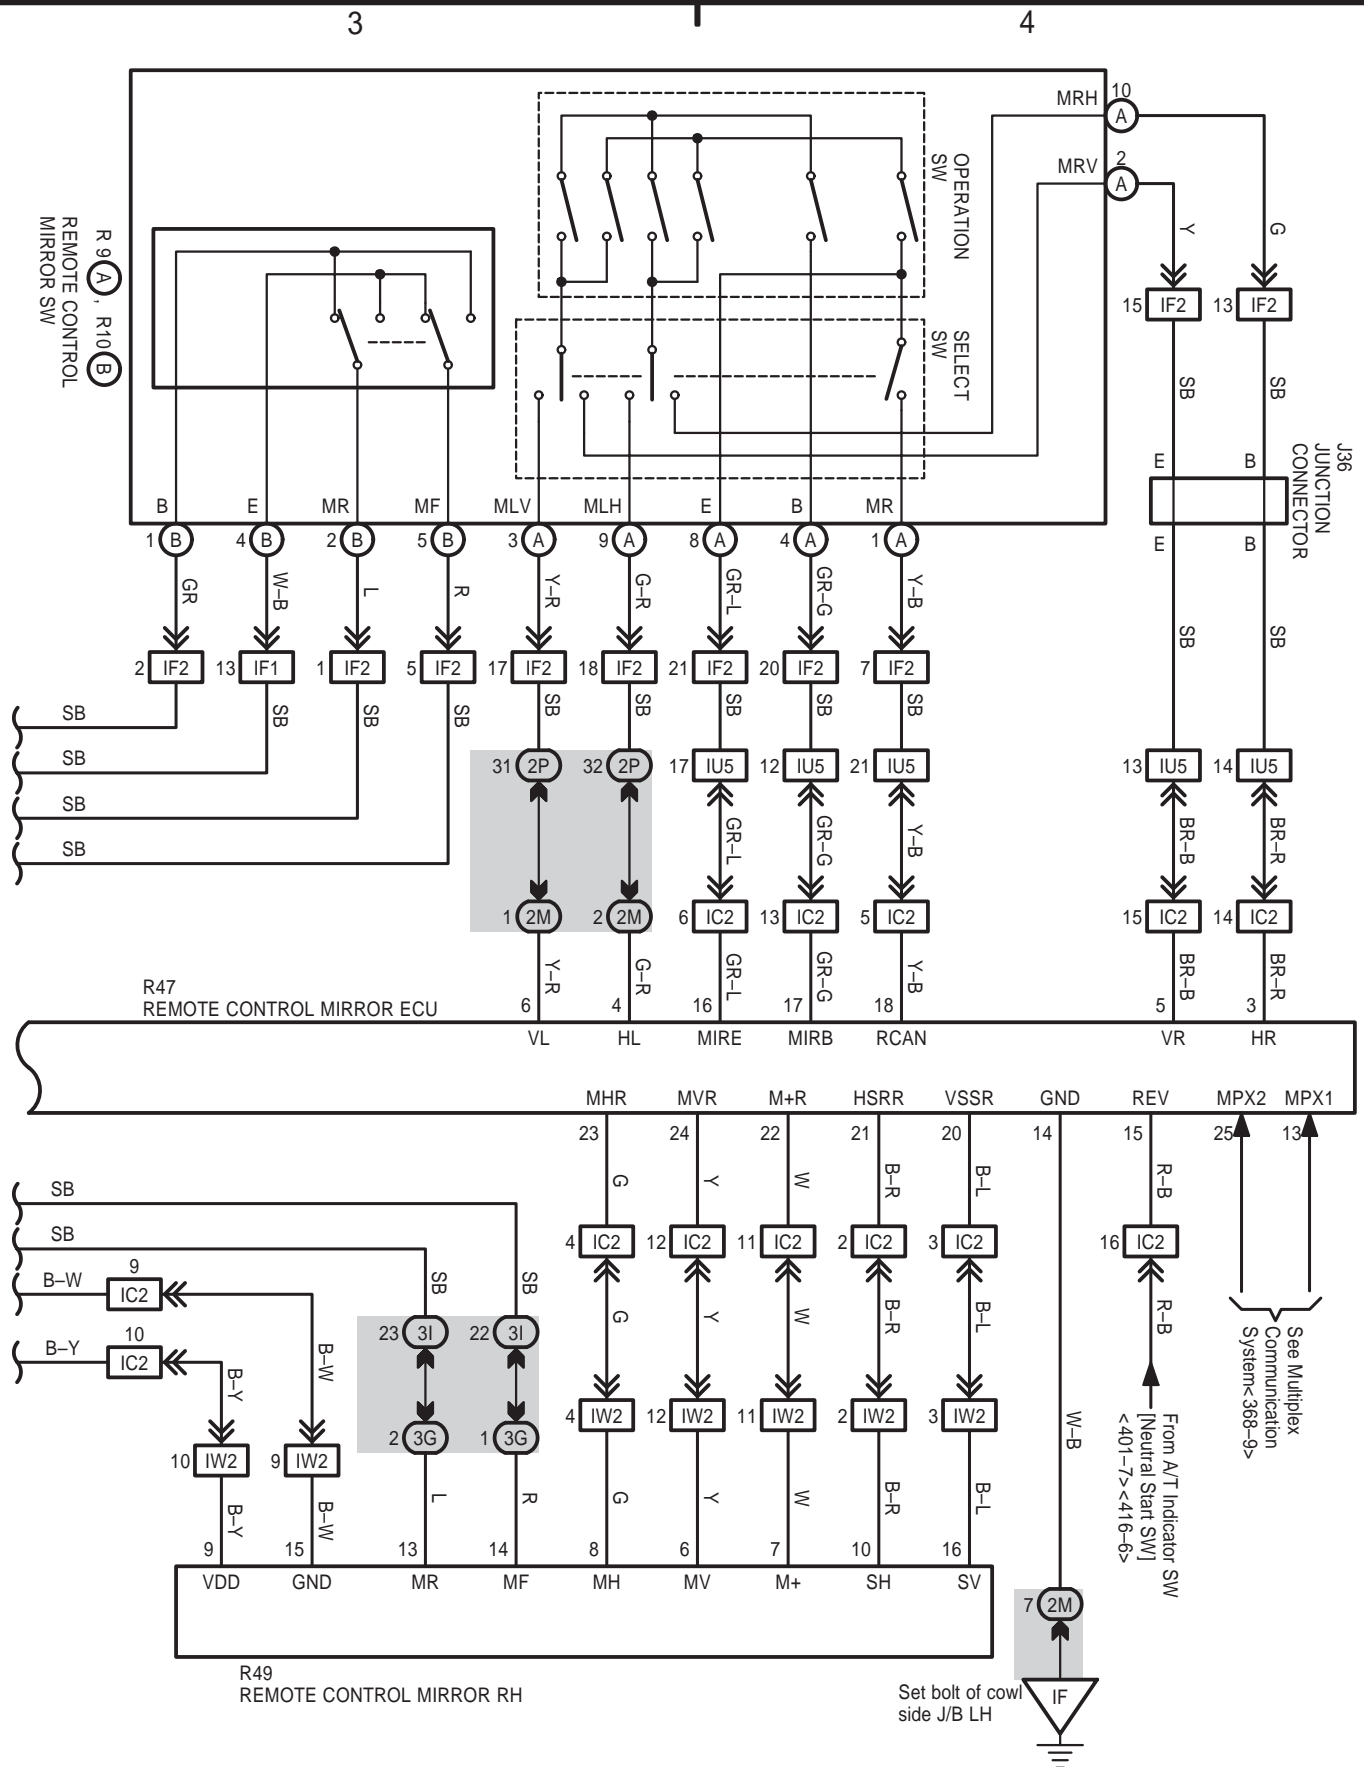 3
4
MRH
10
A
MRV
2
A
OPERATION
SW
SELECT
SW
R 9 A , R10 B
REMOTE CONTROL
MIRROR SW
Y
G
15 IF2
13 IF2
SB
SB
J36
JUNCTION
CONNECTOR
E
B
E
B
SB
SB
B
E
MR
MF
MLV
MLH
E
B
MR
1 B
4 B
2 B
5 B
3 A
9 A
8 A
4 A
1 A
GR
W–B
L
R
Y–R
G–R
GR–L
GR–G
Y–B
2 IF2
13 IF1
1 IF2
5 IF2
17 IF2
18 IF2
21 IF2
20 IF2
7 IF2
SB
SB
SB
SB
SB
SB
SB
SB
SB
SB
SB
SB
31 2P
32 2P
17 IU5
12 IU5
21 IU5
13 IU5
14 IU5
GR–L
GR–G
Y–B
BR–B
BR–R
1 2M
2 2M
6 IC2
13 IC2
5 IC2
15 IC2
14 IC2
Y–R
G–R
GR–L
GR–G
Y–B
BR–B
BR–R
R47
REMOTE CONTROL MIRROR ECU
6
4
16
17
18
5
3
VL
HL
MIRE
MIRB
RCAN
VR
HR
MHR
MVR
M+R
HSRR
VSSR
GND
REV
MPX2
MPX1
23
24
22
21
20
14
15
25
13
G
Y
W
B–R
B–L
R–B
SB
SB
B–W
9
IC2
B–Y
10
IC2
4 IC2
12 IC2
11 IC2
2 IC2
3 IC2
16 IC2
SB
SB
G
Y
W
B–R
B–L
R–B
See Multiplex
Communication
System<368–9>
23 3I
22 3I
B–Y
B–W
4 IW2
12 IW2
11 IW2
2 IW2
3 IW2
W–B
From A/T Indicator SW
[Neutral Start SW]
<401–7><416–6>
2 3G
1 3G
10 IW2
9 IW2
B–Y
B–W
L
R
G
Y
W
B–R
B–L
9
15
13
14
8
6
7
10
16
VDD
GND
MR
MF
MH
MV
M+
SH
SV
7 2M
R49
REMOTE CONTROL MIRROR RH
Set bolt of cowl
side J/B LH
IF